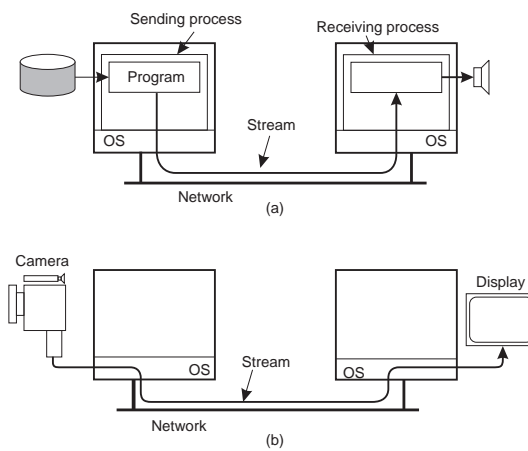 Sending process
Receiving process
Program
OS
OS
Stream
Network
(a)
Camera
Display
OS
OS
Stream
Network
(b)